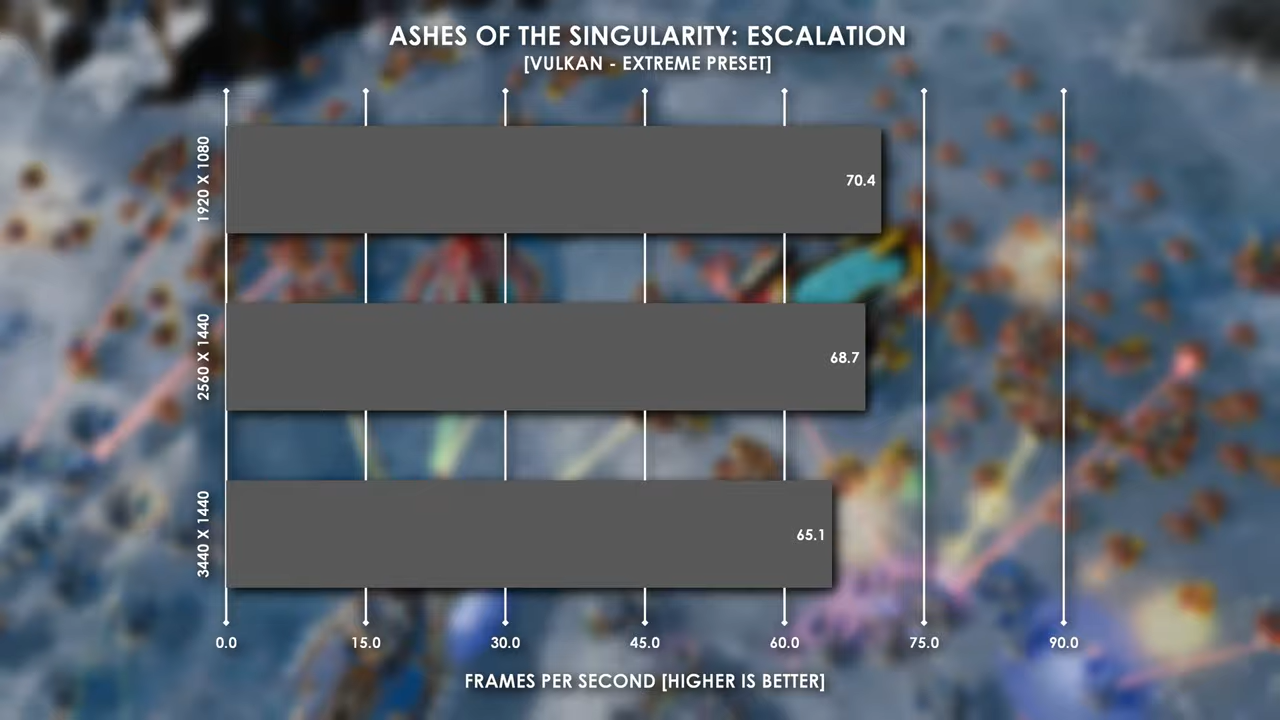 ASHES OF THE SINGULARITY: ESCALATION
[VULKAN - EXTREME PRESET]
1920 X 1080
70.4
2560 X 1440
68.7
3440 X 1440
65.1
0.0 15.0 30.0 45.0 60.0 75.0 90.0
FRAMES PER SECOND [HIGHER IS BETTER]